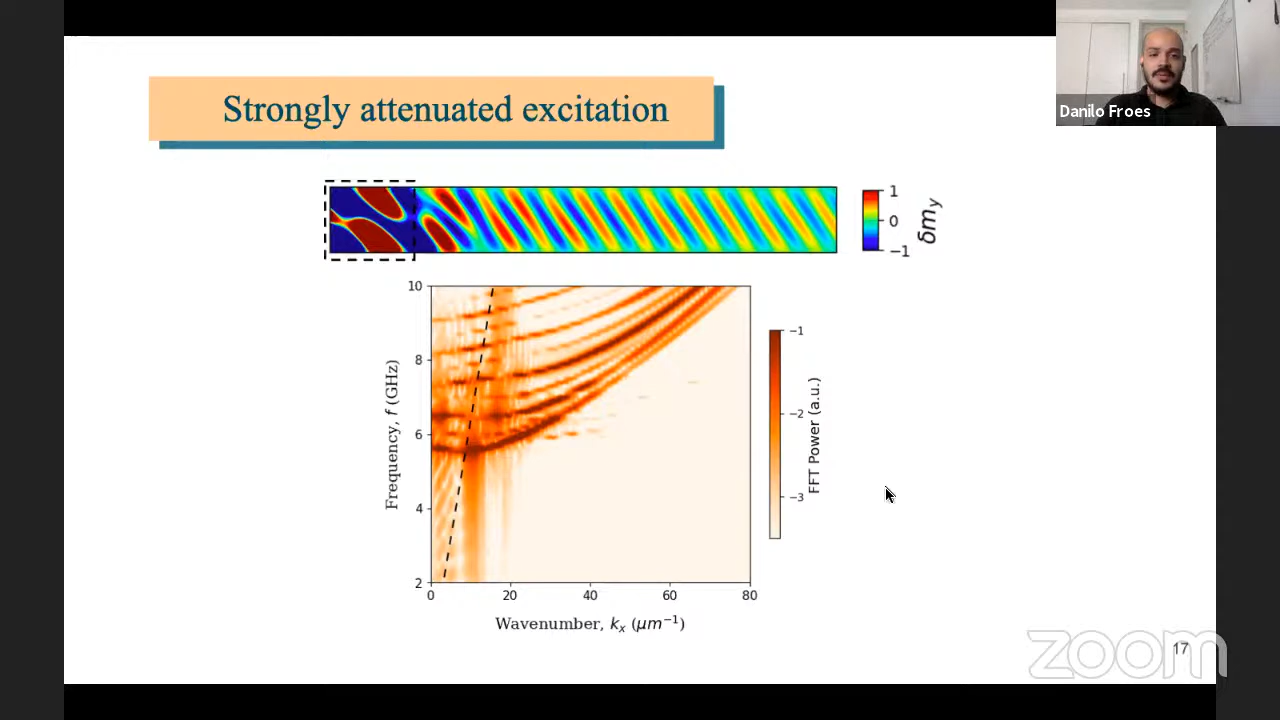 Danilo Froes
Strongly attenuated excitation
1
0
−1
δm_y
10
8
6
4
2
Frequency, f (GHz)
0
20
40
60
80
Wavenumber, k_x (μm⁻¹)
−1
−2
−3
FFT Power (a.u.)
zoom
17